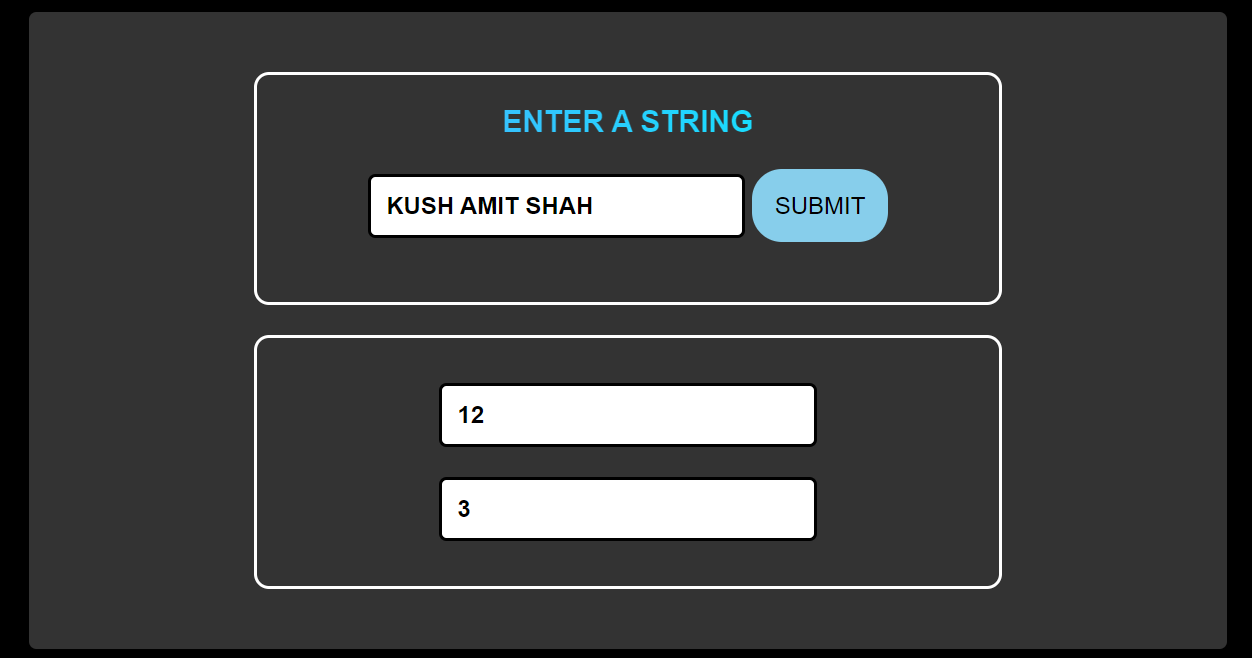 ENTER A STRING
KUSH AMIT SHAH SUBMIT
12
3